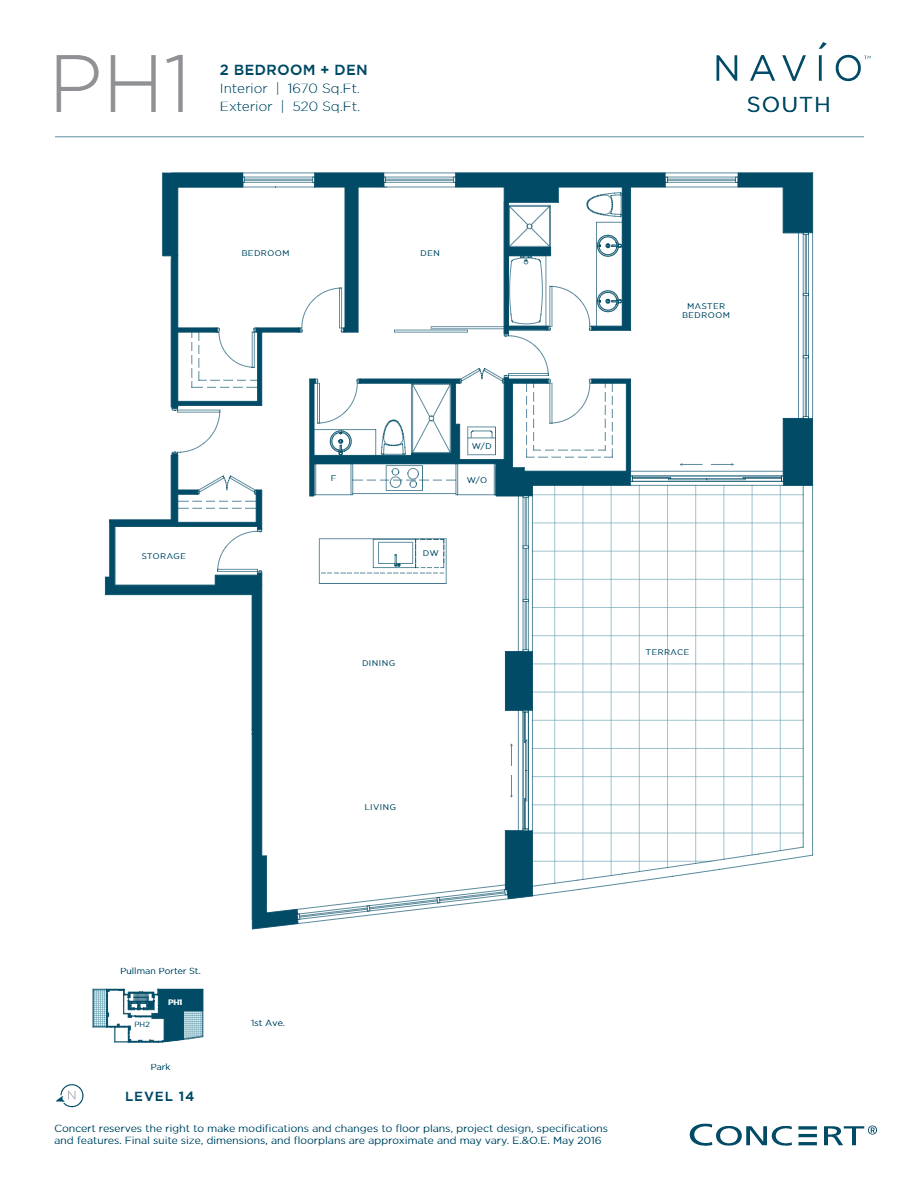 PH1
2 BEDROOM + DEN
Interior | 1670 Sq.Ft.
Exterior | 520 Sq.Ft.
NAVÍO™
SOUTH
BEDROOM
DEN
MASTER
BEDROOM
W/D
F
W/O
STORAGE
DW
TERRACE
DINING
LIVING
Pullman Porter St.
PH1
PH2
1st Ave.
Park
N
LEVEL 14
Concert reserves the right to make modifications and changes to floor plans, project design, specifications
and features. Final suite size, dimensions, and floorplans are approximate and may vary. E.&O.E. May 2016
CONCERT®